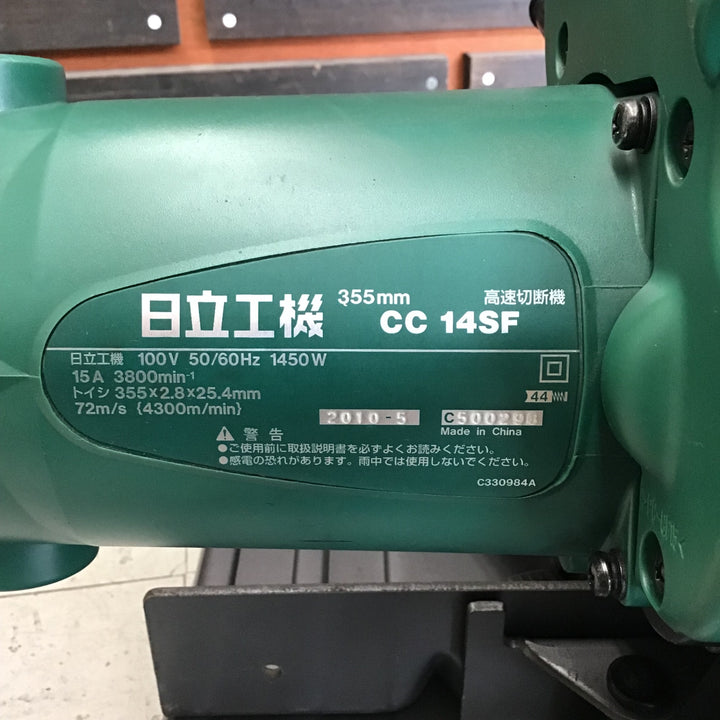 日立工機 355mm 高速切断機
CC 14SF
日立工機 100V 50/60Hz 1450W
15A 3800min-1
トイシ 355×2.8×25.4mm
72m/s {4300m/min}
44
2010-5 C500298
Made in China
警告
●ご使用前に取扱説明書を必ずよくお読みください。
●感電の恐れがあります。雨中では使用しないでください。
C330984A